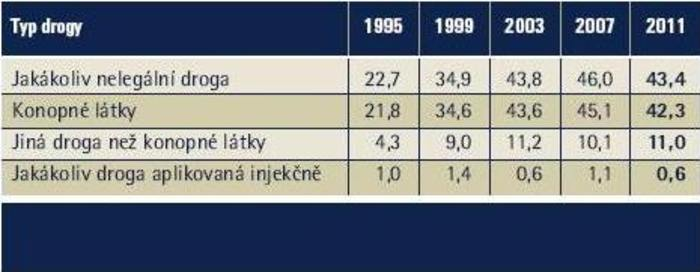 Typ drogy 1995 1999 2003 2007 2011
Jakákoliv nelegální droga 22,7 34,9 43,8 46,0 43,4
Konopné látky 21,8 34,6 43,6 45,1 42,3
Jiná droga než konopné látky 4,3 9,0 11,2 10,1 11,0
Jakákoliv droga aplikovaná injekčně 1,0 1,4 0,6 1,1 0,6